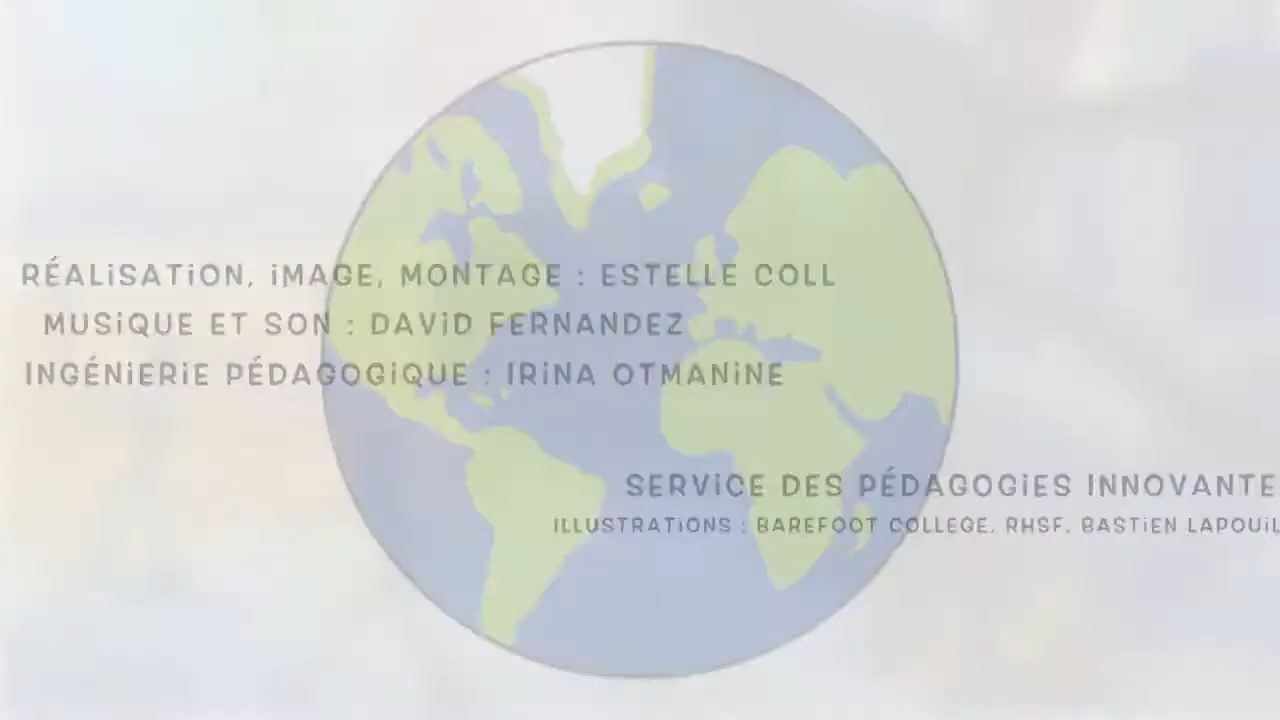 RÉALiSATiON, iMAGE, MONTAGE : ESTELLE COLL
MUSiQUE ET SON : DAViD FERNANDEZ
INGÉNiERiE PÉDAGOGiQUE : IRiNA OTMANiNE
SERViCE DES PÉDAGOGiES INNOVANTE
ILLUSTRATiONS : BAREFOOT COLLEGE, RHSF, BASTiEN LAPOUiL